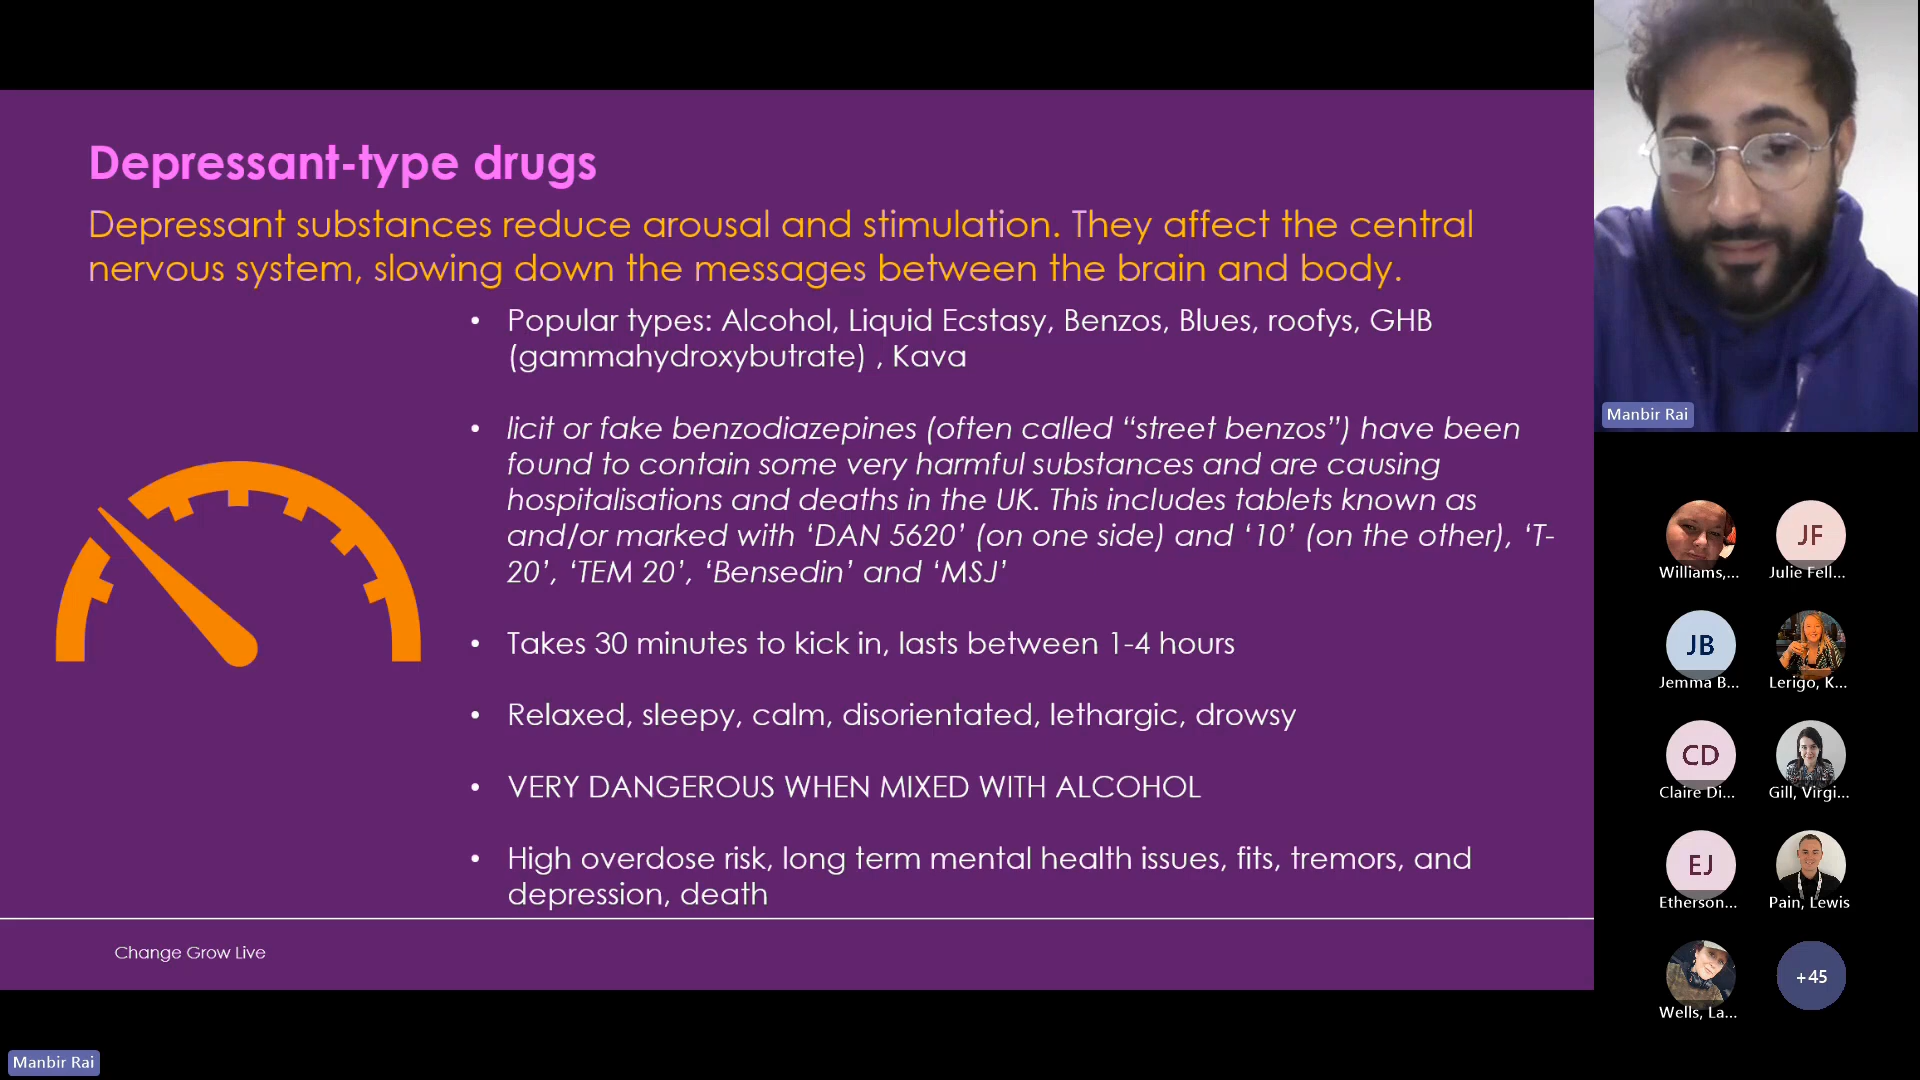 Depressant-type drugs
Depressant substances reduce arousal and stimulation. They affect the central
nervous system, slowing down the messages between the brain and body.
• Popular types: Alcohol, Liquid Ecstasy, Benzos, Blues, roofys, GHB
(gammahydroxybutrate) , Kava
• licit or fake benzodiazepines (often called “street benzos”) have been
found to contain some very harmful substances and are causing
hospitalisations and deaths in the UK. This includes tablets known as
and/or marked with ‘DAN 5620’ (on one side) and ‘10’ (on the other), ‘T-
20’, ‘TEM 20’, ‘Bensedin’ and ‘MSJ’
• Takes 30 minutes to kick in, lasts between 1-4 hours
• Relaxed, sleepy, calm, disorientated, lethargic, drowsy
• VERY DANGEROUS WHEN MIXED WITH ALCOHOL
• High overdose risk, long term mental health issues, fits, tremors, and
depression, death
Change Grow Live
Manbir Rai
Manbir Rai
Williams,...
JF
Julie Fell...
JB
Jemma B...
Lerigo, K...
CD
Claire Di...
Gill, Virgi...
EJ
Etherson...
Pain, Lewis
Wells, La...
+45